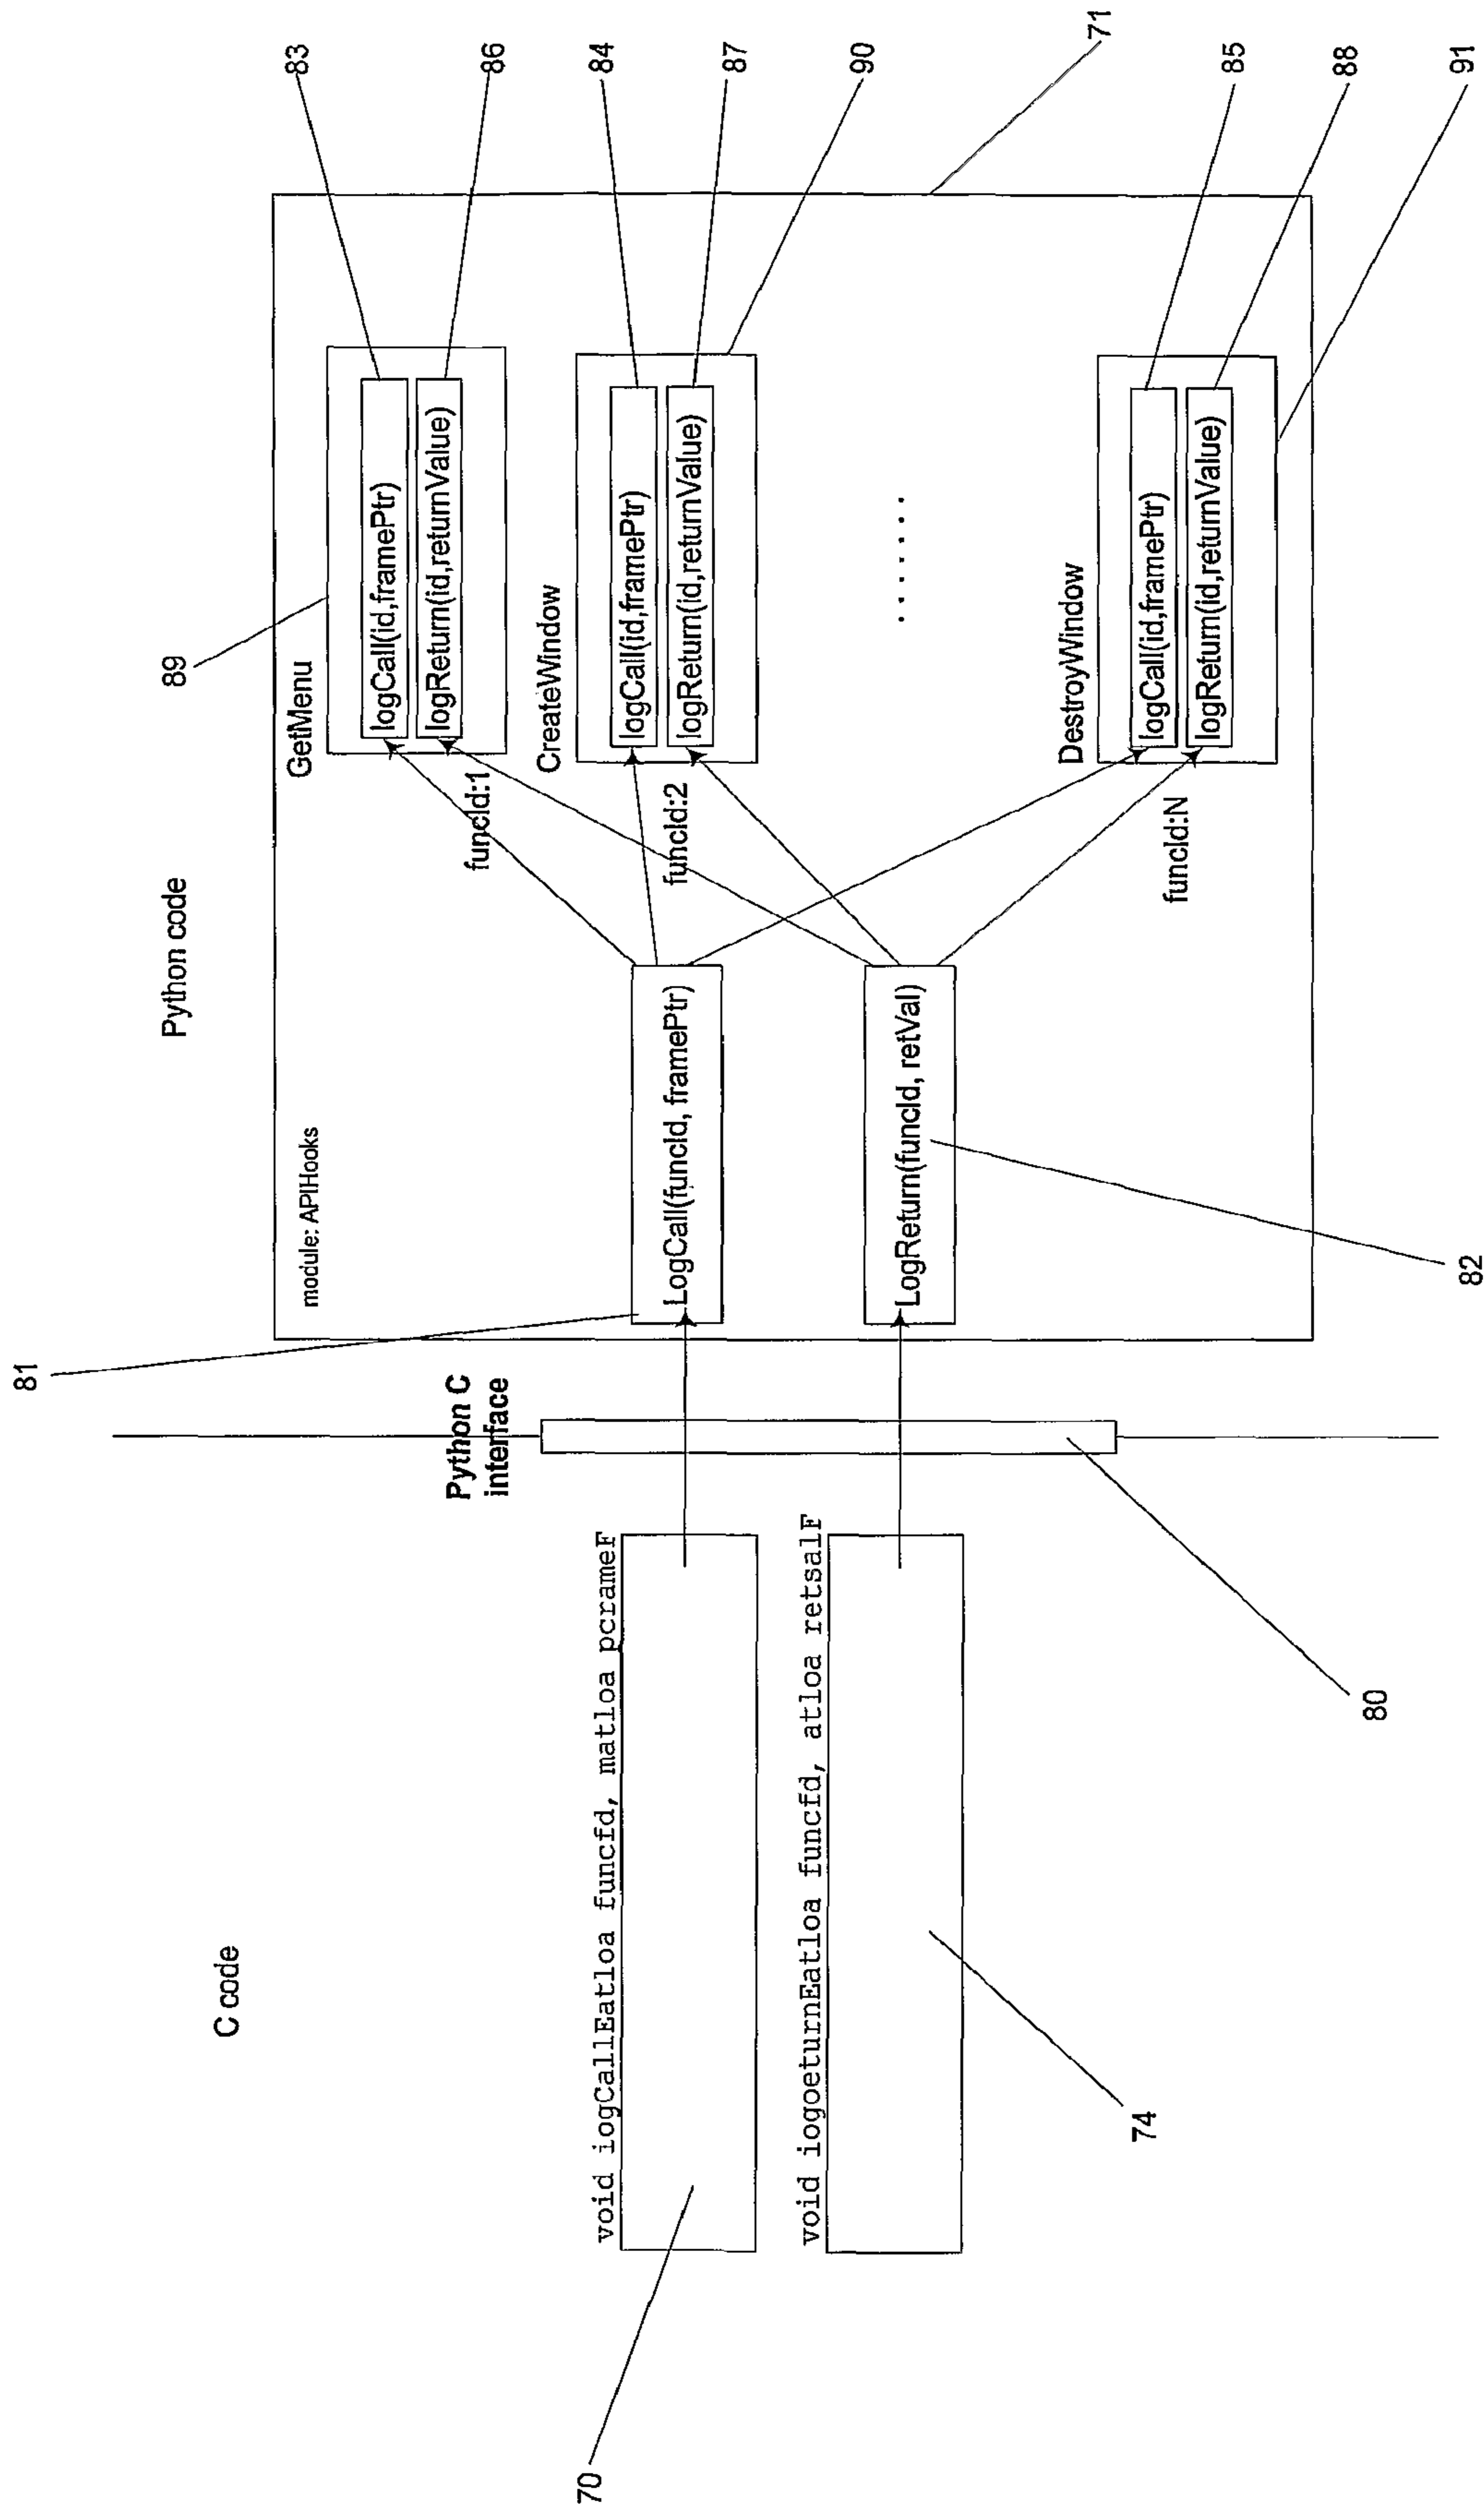 C code
Python code
Python C
interface
module: APIHooks
void iogCallEatloa funcfd, matloa pcrameF
void iogoeturnEatloa funcfd, atloa retsalF
LogCall(funcId, framePtr)
LogReturn(funcId, retVal)
GetMenu
logCall(id,framePtr)
logReturn(id,returnValue)
funcId:1
CreateWindow
logCall(id,framePtr)
logReturn(id,returnValue)
funcId:2
.......
DestroyWindow
logCall(id,framePtr)
logReturn(id,returnValue)
funcId:N
70
74
80
81
82
89
83
86
84
87
90
71
85
88
91